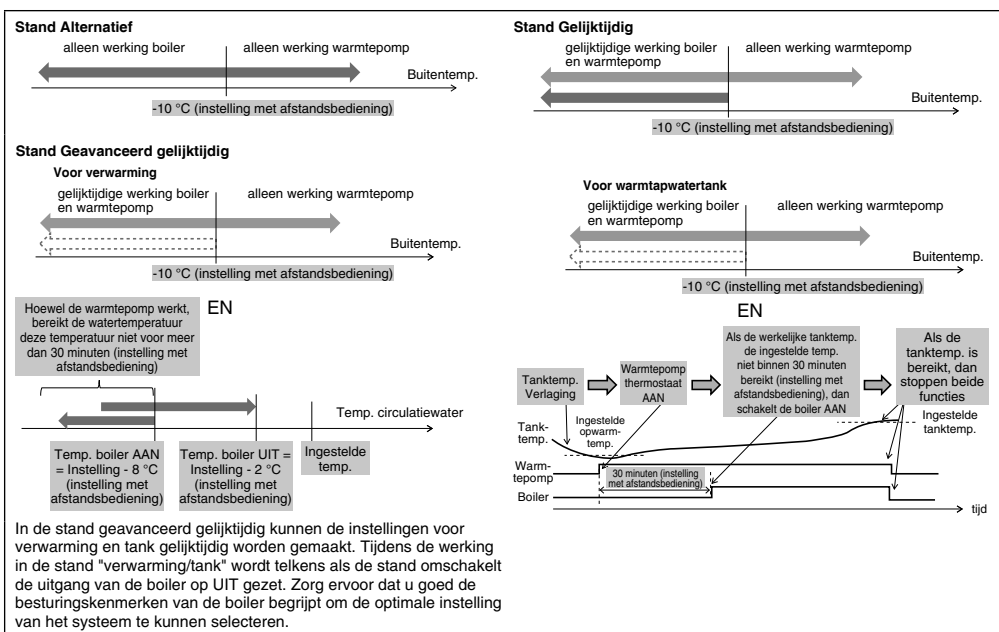 Stand Alternatief
alleen werking boiler
alleen werking warmtepomp
Buitentemp.
-10 °C (instelling met afstandsbediening)
Stand Gelijktijdig
gelijktijdige werking boiler
en warmtepomp
alleen werking warmtepomp
Buitentemp.
-10 °C (instelling met afstandsbediening)
Stand Geavanceerd gelijktijdig
Voor verwarming
gelijktijdige werking boiler
en warmtepomp
alleen werking warmtepomp
Buitentemp.
-10 °C (instelling met afstandsbediening)
EN
Hoewel de warmtepomp werkt,
bereikt de watertemperatuur
deze temperatuur niet voor meer
dan 30 minuten (instelling met
afstandsbediening)
Temp. circulatiewater
Temp. boiler AAN
= Instelling - 8 °C
(instelling met
afstandsbediening)
Temp. boiler UIT =
Instelling - 2 °C
(instelling met
afstandsbediening)
Ingestelde
temp.
Voor warmtapwatertank
gelijktijdige werking boiler
en warmtepomp
alleen werking warmtepomp
Buitentemp.
-10 °C (instelling met afstandsbediening)
EN
Tanktemp.
Verlaging
Warmtepomp
thermostaat
AAN
Als de werkelijke tanktemp.
de ingestelde temp.
niet binnen 30 minuten
bereikt (instelling met
afstandsbediening), dan
schakelt de boiler AAN
Als de
tanktemp. is
bereikt, dan
stoppen beide
functies
Ingestelde
opwarm-
temp.
Ingestelde
tanktemp.
Tank-
temp.
Warm-
tepomp
30 minuten (instelling
met afstandsbediening)
Boiler
tijd
In de stand geavanceerd gelijktijdig kunnen de instellingen voor
verwarming en tank gelijktijdig worden gemaakt. Tijdens de werking
in de stand "verwarming/tank" wordt telkens als de stand omschakelt
de uitgang van de boiler op UIT gezet. Zorg ervoor dat u goed de
besturingskenmerken van de boiler begrijpt om de optimale instelling
van het systeem te kunnen selecteren.